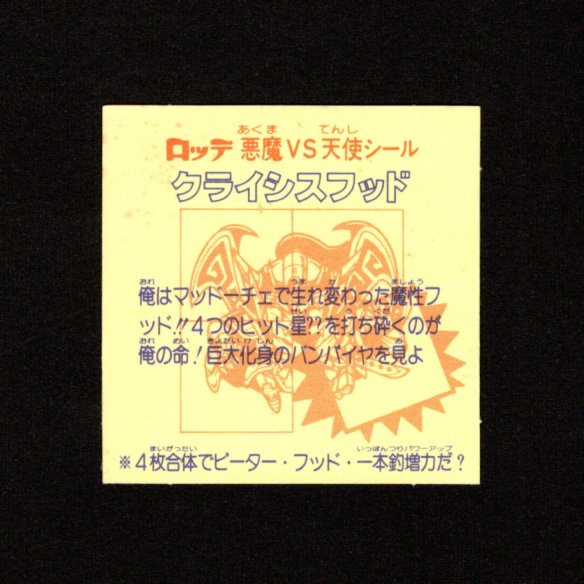 あくま てんし
ロッテ 悪魔VS天使シール
クライシスフッド
おれ うま か ましょう
俺はマッドーチェで生れ変わった魔性フ
せい う くだ
ッド!!4つのヒット星??を打ち砕くのが
おれ めい きょだいけしん み
俺の命!巨大化身のバンパイヤを見よ
まいがったい いっぽんつりパワーアップ
※4枚合体でピーター・フッド・一本釣増力だ?